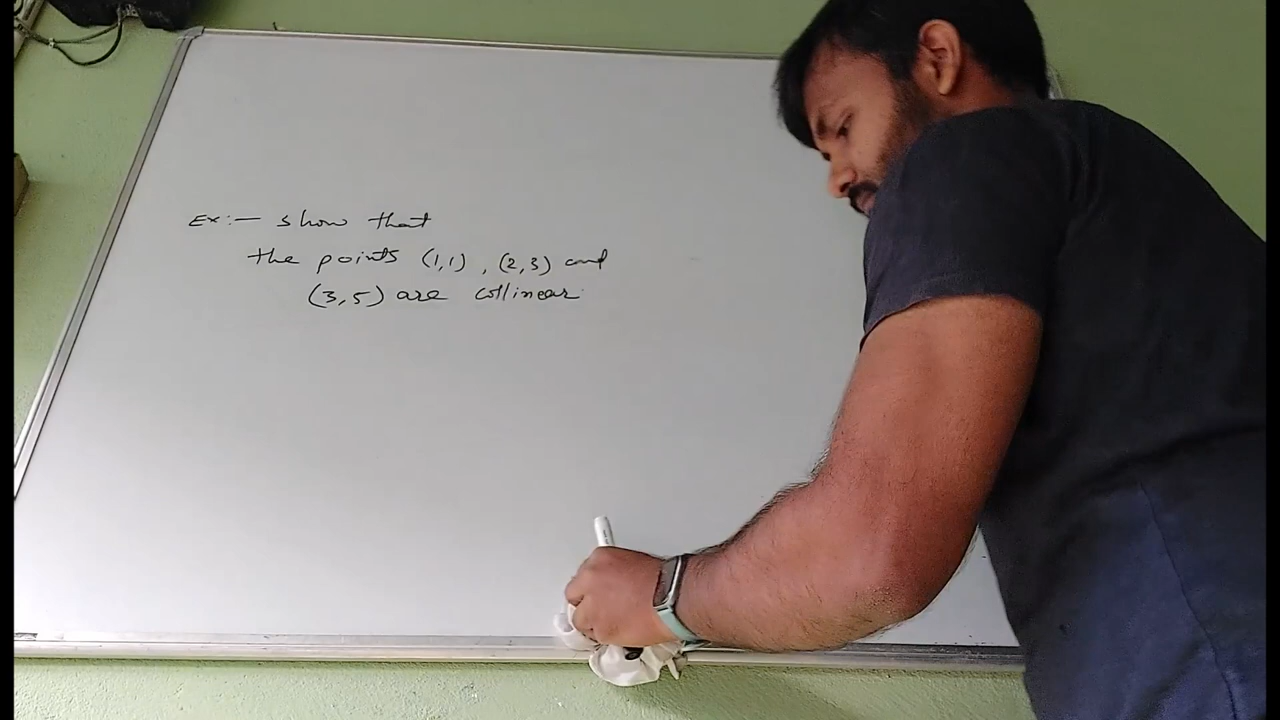 Ex:- show that
the points (1,1), (2,3) and
(3,5) are collinear.